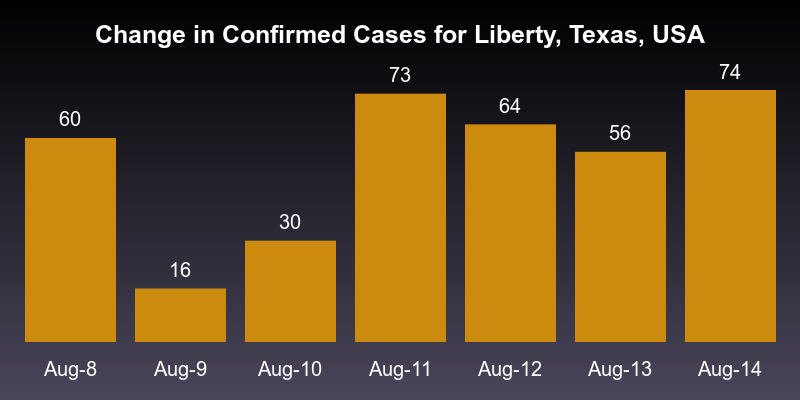 Change in Confirmed Cases for Liberty, Texas, USA
60
16
30
73
64
56
74
Aug-8
Aug-9
Aug-10
Aug-11
Aug-12
Aug-13
Aug-14